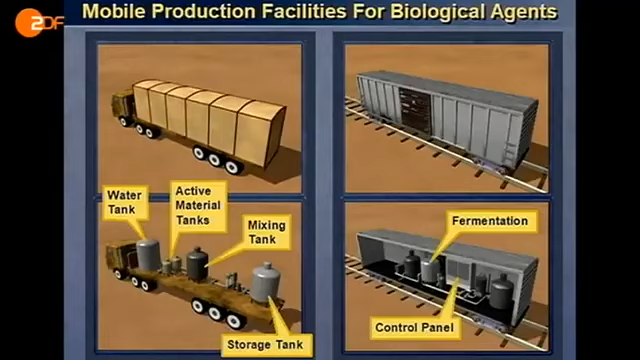 ZDF
Mobile Production Facilities For Biological Agents
Water
Tank
Active
Material
Tanks
Mixing
Tank
Storage Tank
Fermentation
Control Panel